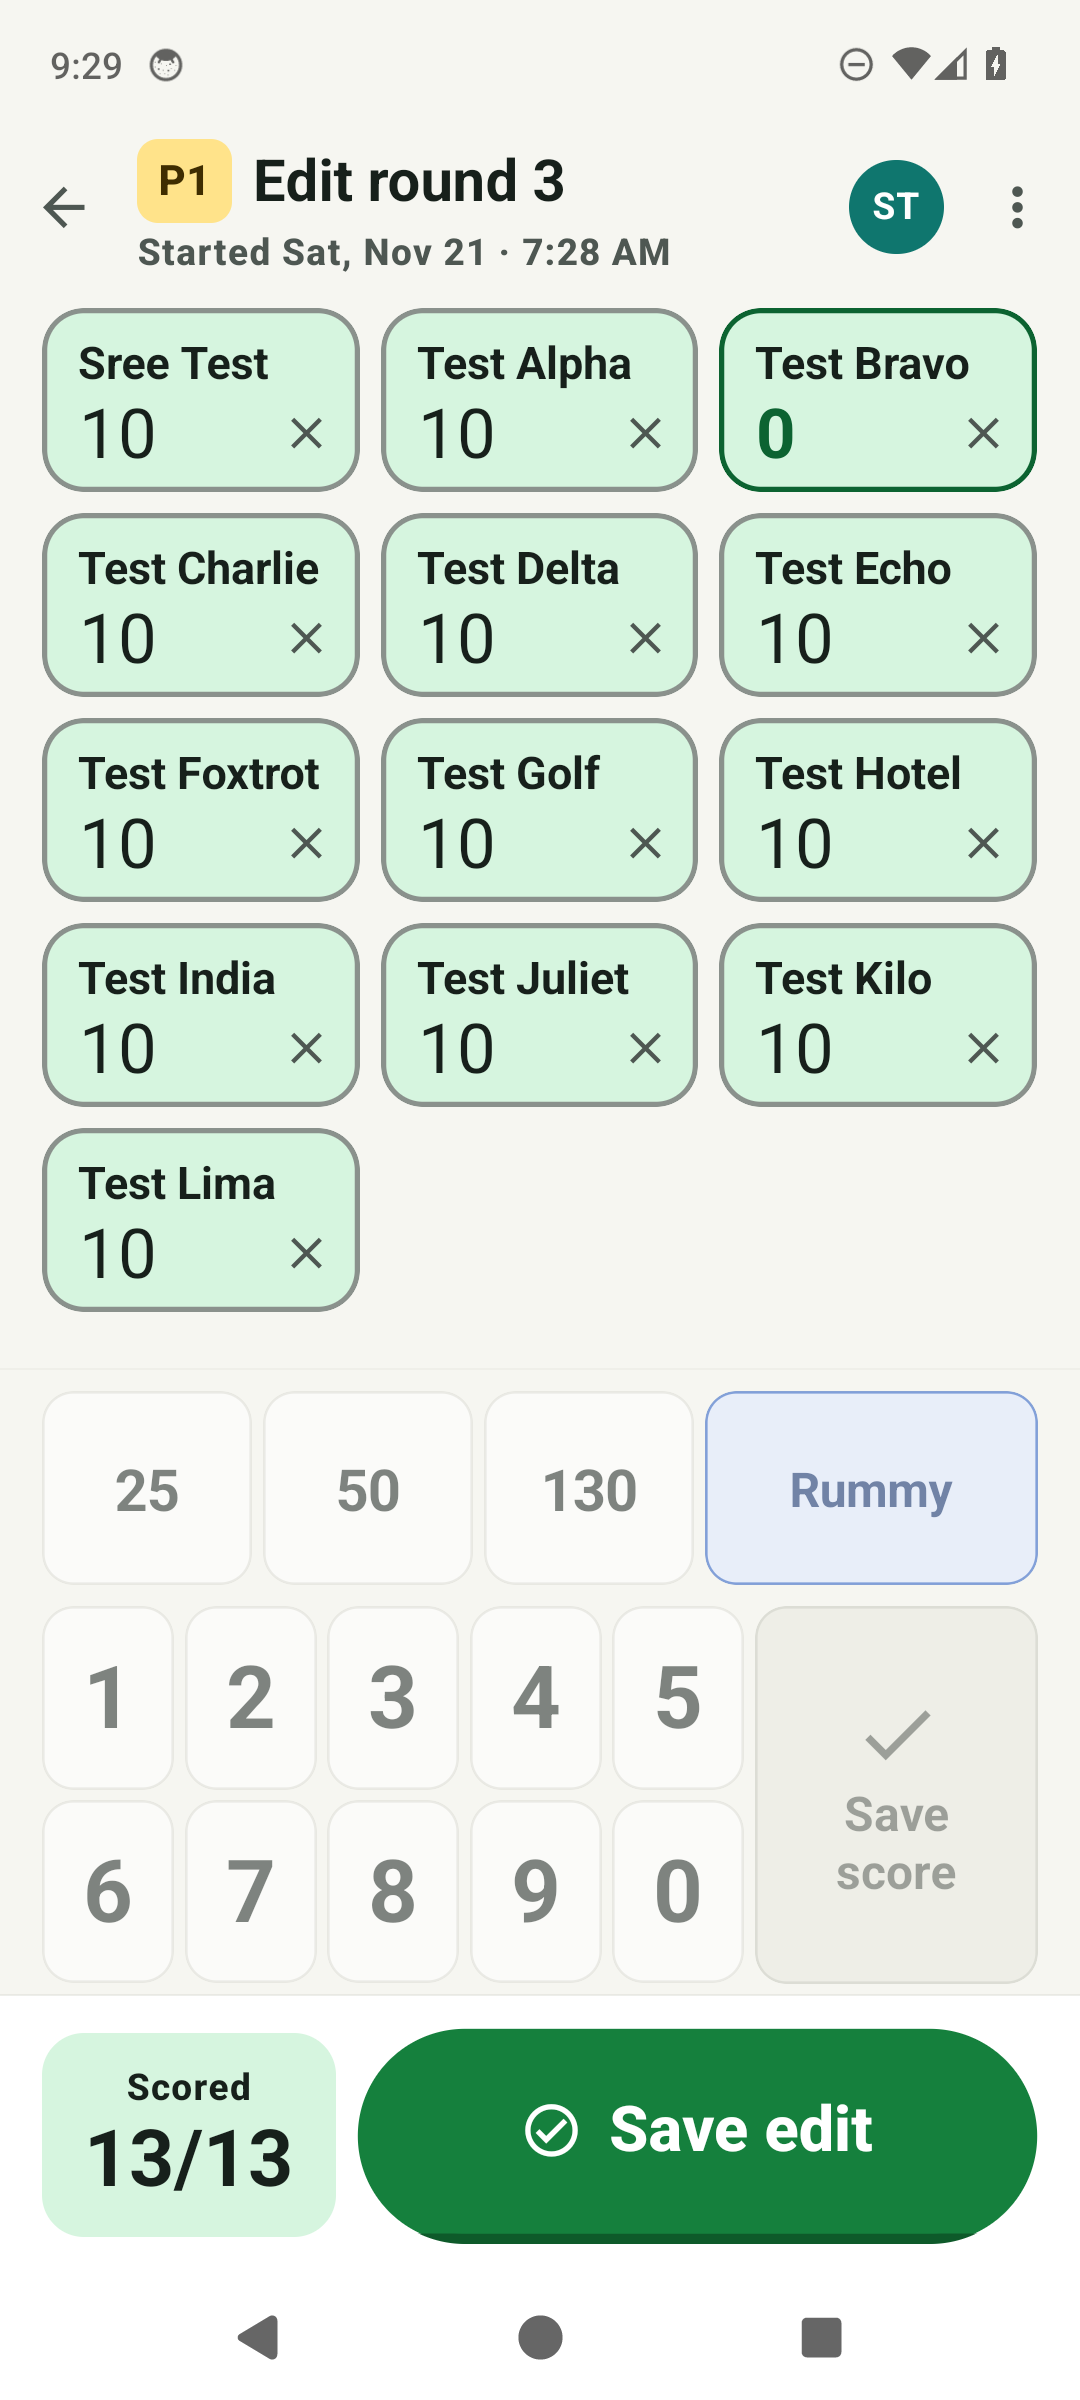 9:29
P1 Edit round 3
ST
Started Sat, Nov 21 · 7:28 AM
Sree Test Test Alpha Test Bravo
10 10 0
Test Charlie Test Delta Test Echo
10 10 10
Test Foxtrot Test Golf Test Hotel
10 10 10
Test India Test Juliet Test Kilo
10 10 10
Test Lima
10
25 50 130 Rummy
1 2 3 4 5
Save
score
6 7 8 9 0
Scored
13/13
Save edit